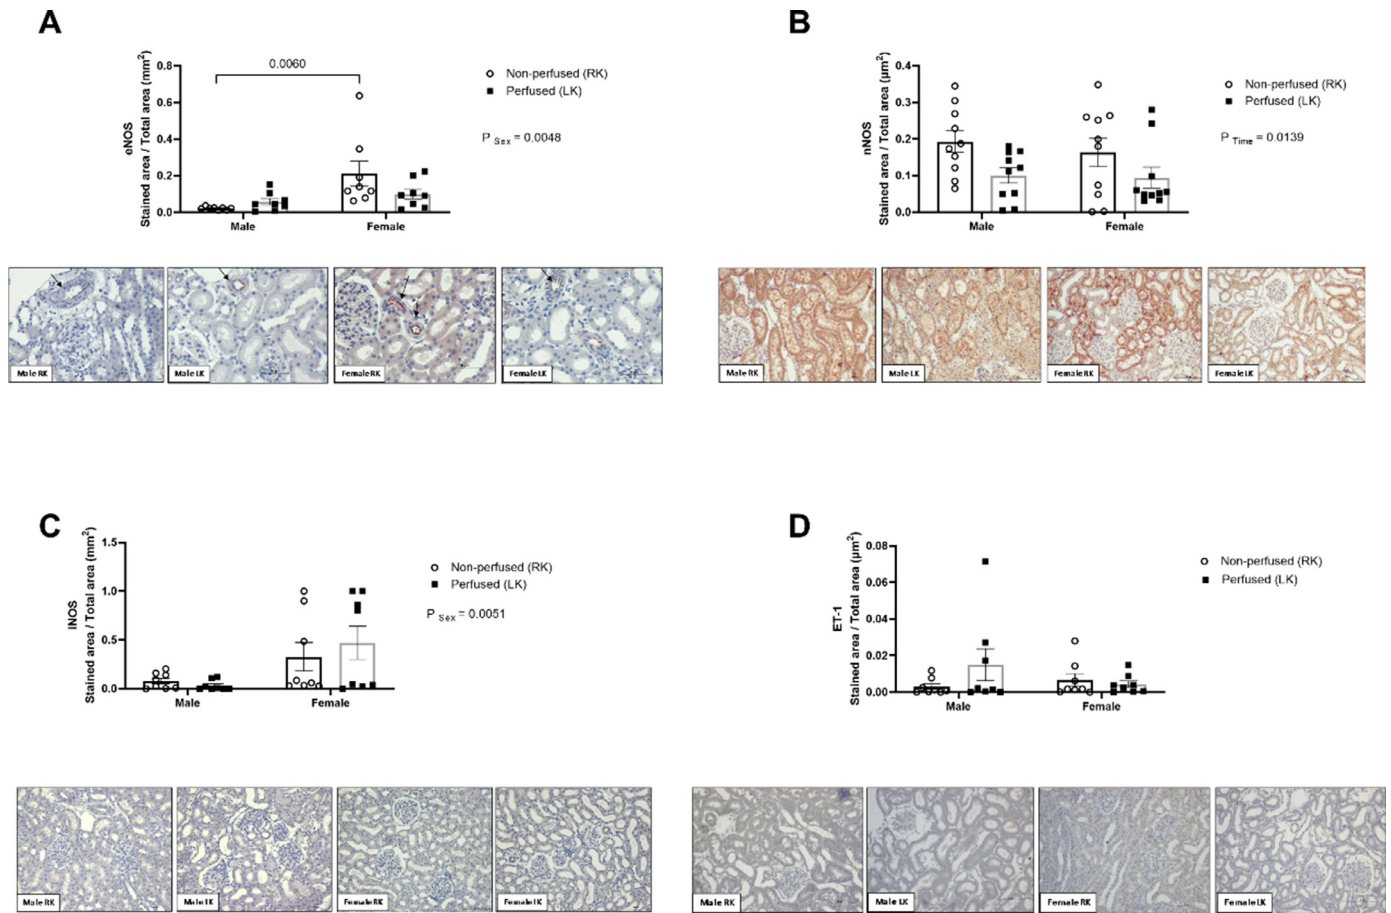 A
eNOS
Stained area / Total area (mm2)
0.8
0.6
0.4
0.2
0.0
0.0060
Male
Female
Non-perfused (RK)
Perfused (LK)
P Sex = 0.0048
Male RK
Male LK
Female RK
Female LK
B
nNOS
Stained area / Total area (µm2)
0.4
0.3
0.2
0.1
0.0
Male
Female
Non-perfused (RK)
Perfused (LK)
P Time = 0.0139
Male RK
Male LK
Female RK
Female LK
C
iNOS
Stained area / Total area (mm2)
1.5
1.0
0.5
0.0
Male
Female
Non-perfused (RK)
Perfused (LK)
P Sex = 0.0051
Male RK
Male LK
Female RK
Female LK
D
ET-1
Stained area / Total area (µm2)
0.08
0.06
0.04
0.02
0.00
Male
Female
Non-perfused (RK)
Perfused (LK)
Male RK
Male LK
Female RK
Female LK